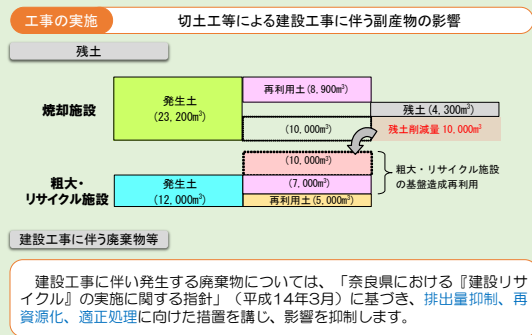 工事の実施
切土工等による建設工事に伴う副産物の影響
残土
焼却施設
発生土
(23,200m³)
再利用土(8,900m³)
残土(4,300m³)
(10,000m³)
残土削減量 10,000m³
粗大・
リサイクル施設
発生土
(12,000m³)
(10,000m³)
(7,000m³)
再利用土(5,000m³)
粗大・リサイクル施設
の基盤造成再利用
建設工事に伴う廃棄物等
建設工事に伴い発生する廃棄物については、「奈良県における『建設リサ
イクル』の実施に関する指針」（平成14年3月）に基づき、排出量抑制、再
資源化、適正処理に向けた措置を講じ、影響を抑制します。